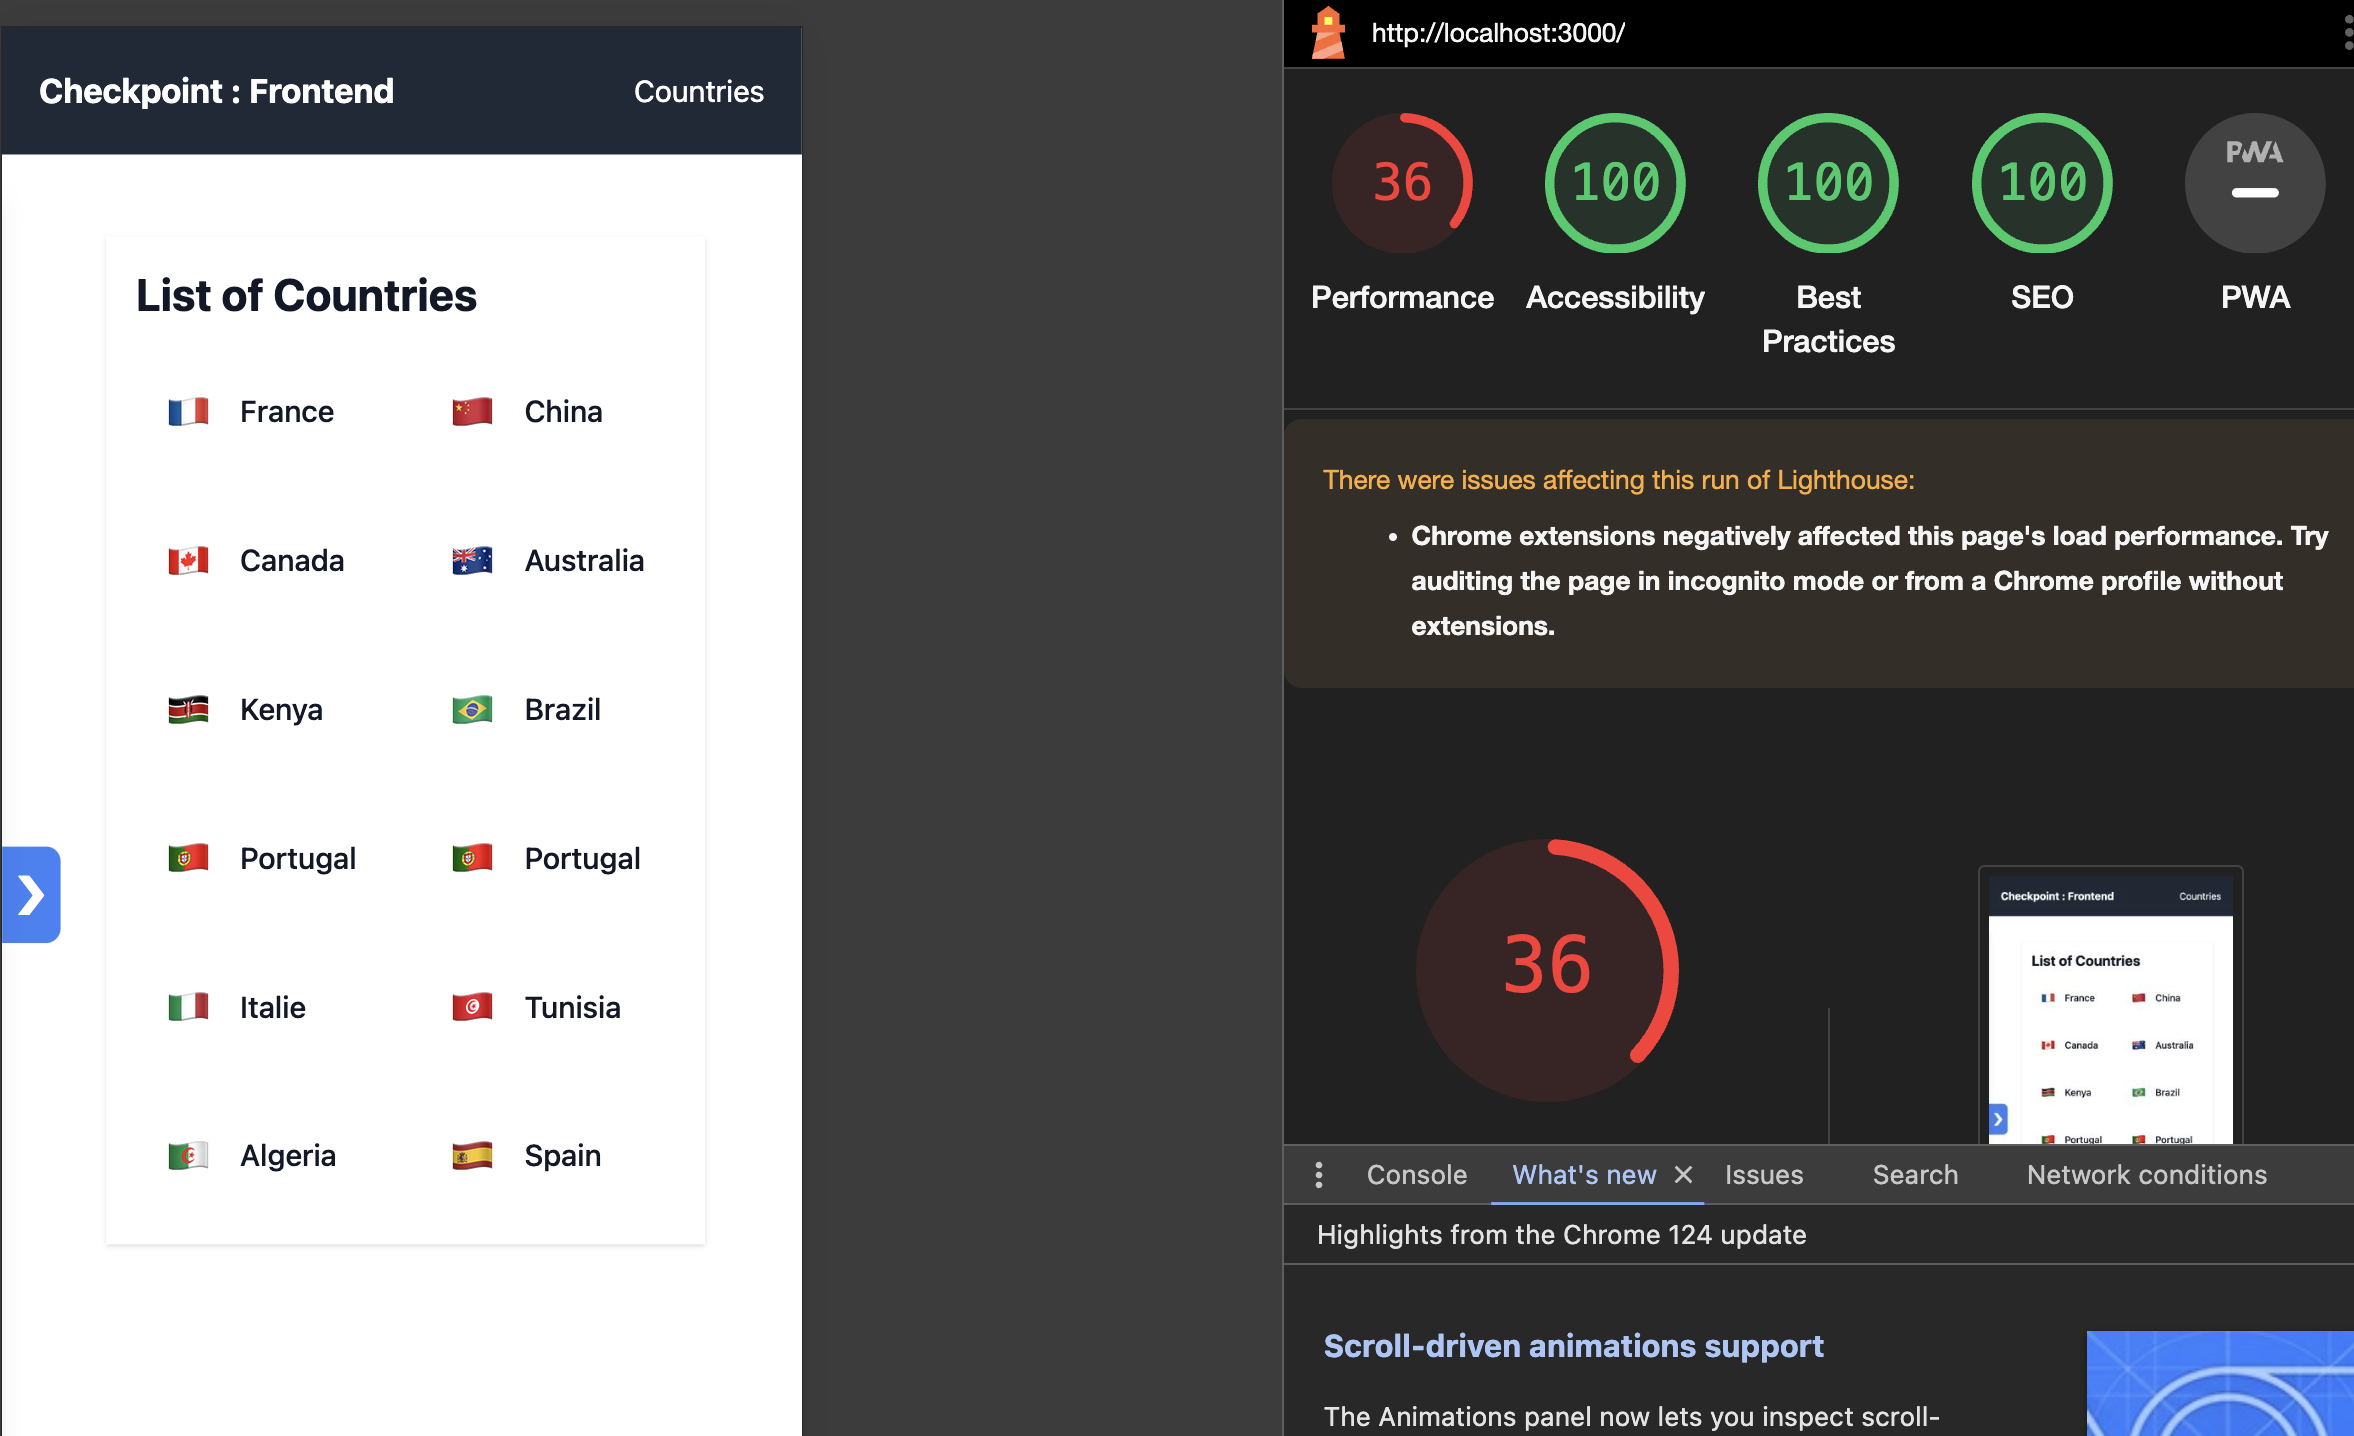 Checkpoint : Frontend
Countries
List of Countries
France
China
Canada
Australia
Kenya
Brazil
Portugal
Portugal
Italie
Tunisia
Algeria
Spain
http://localhost:3000/
36
100
100
100
PWA
Performance
Accessibility
Best
Practices
SEO
PWA
There were issues affecting this run of Lighthouse:
Chrome extensions negatively affected this page's load performance. Try
auditing the page in incognito mode or from a Chrome profile without
extensions.
36
Checkpoint : Frontend
Countries
List of Countries
France
China
Canada
Australia
Kenya
Brazil
Portugal
Portugal
Console
What's new
Issues
Search
Network conditions
Highlights from the Chrome 124 update
Scroll-driven animations support
The Animations panel now lets you inspect scroll-